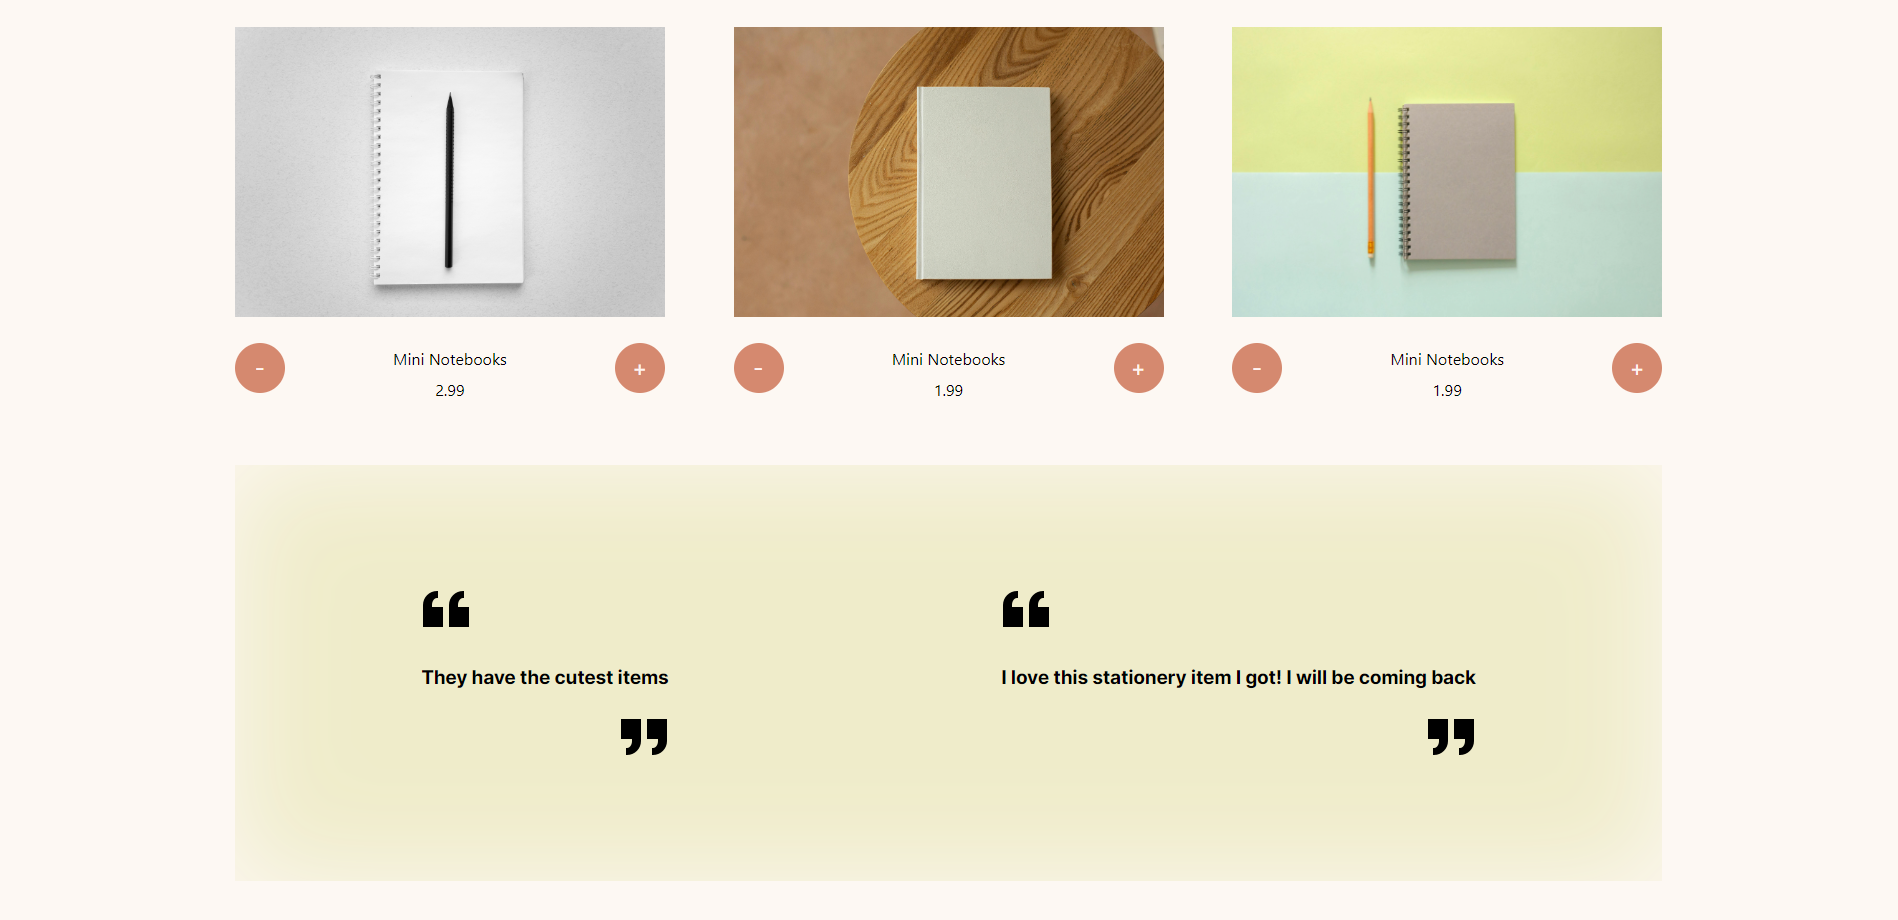 - Mini Notebooks +
2.99
- Mini Notebooks +
1.99
- Mini Notebooks +
1.99
“
They have the cutest items
”
“
I love this stationery item I got! I will be coming back
”